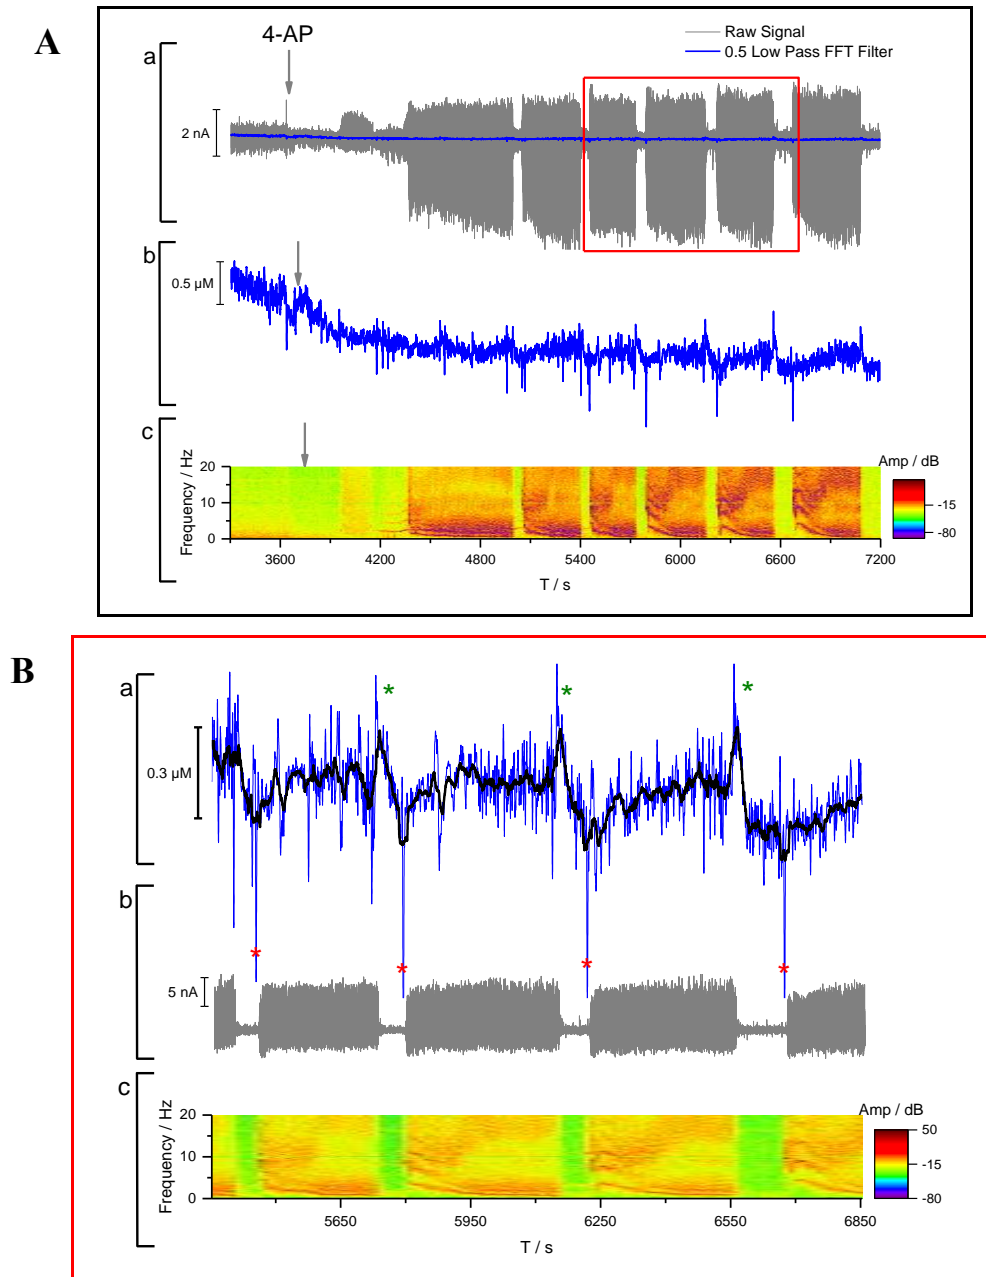 A
4-AP
Raw Signal
0.5 Low Pass FFT Filter
a
2 nA
b
0.5 µM
c
Frequency / Hz
20
10
0
3600 4200 4800 5400 6000 6600 7200
T / s
Amp / dB
-15
-80
B
a
*
*
*
0.3 µM
b
*
*
*
*
5 nA
c
Frequency / Hz
20
10
0
5650 5950 6250 6550 6850
T / s
Amp / dB
50
-15
-80